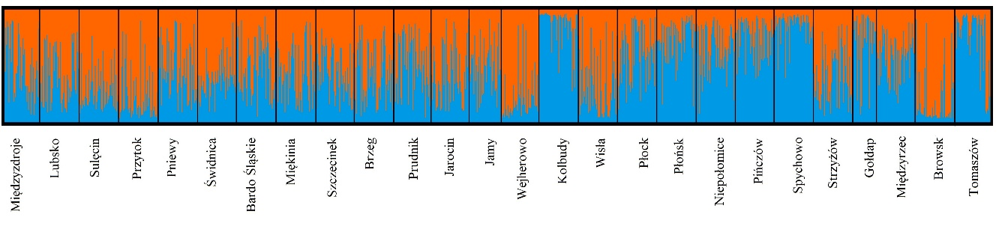 Międzyzdroje
Lubsko
Sulęcin
Przytok
Pniewy
Świdnica
Bardo Śląskie
Miękinia
Szczecinek
Brzeg
Prudnik
Jarocin
Jamy
Wejherowo
Kolbudy
Wisła
Płock
Płońsk
Niepołomice
Pińczów
Spychowo
Strzyżów
Gołdap
Międzyrzec
Browsk
Tomaszów